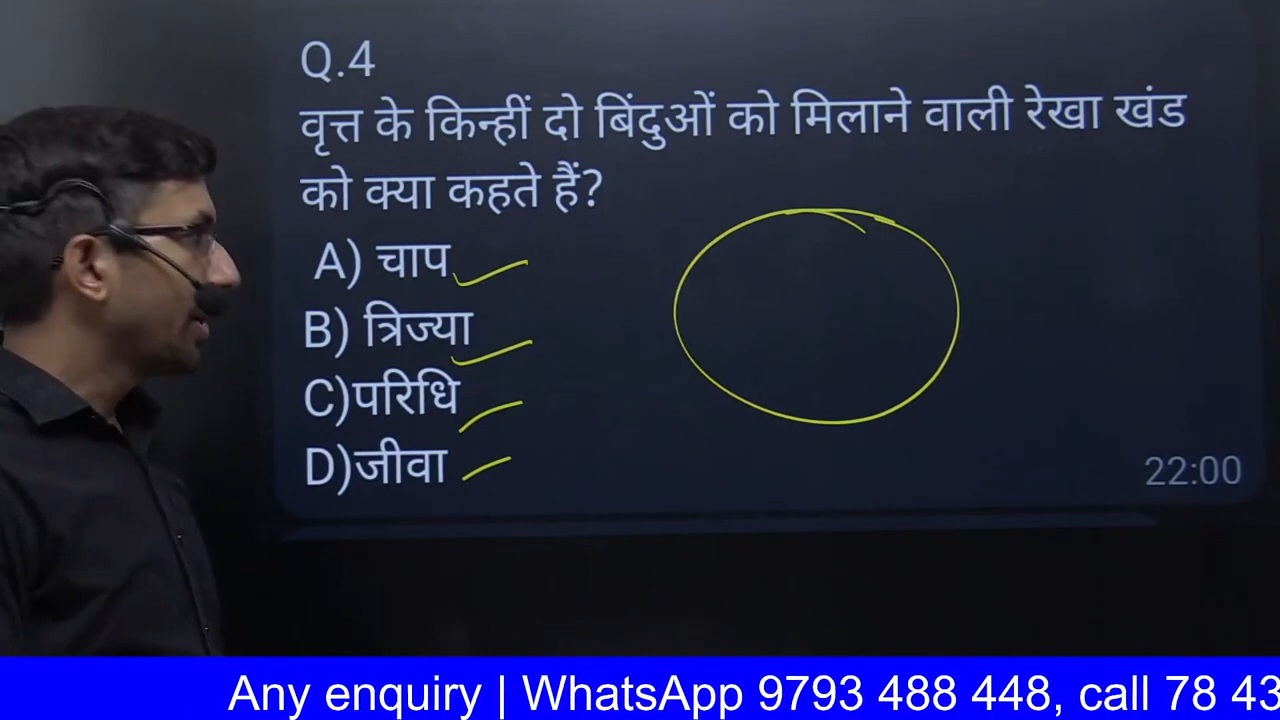 Q.4
वृत्त के किन्हीं दो बिंदुओं को मिलाने वाली रेखा खंड
को क्या कहते हैं?
A) चाप
B) त्रिज्या
C)परिधि
D)जीवा
22:00
Any enquiry | WhatsApp 9793 488 448, call 78 43